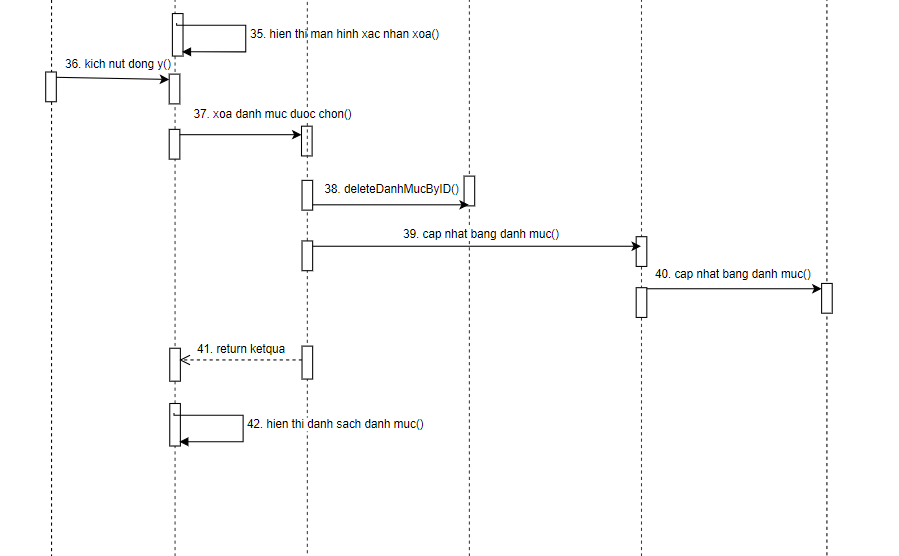 35. hien thi man hinh xac nhan xoa()
36. kich nut dong y()
37. xoa danh muc duoc chon()
38. deleteDanhMucByID()
39. cap nhat bang danh muc()
40. cap nhat bang danh muc()
41. return ketqua
42. hien thi danh sach danh muc()